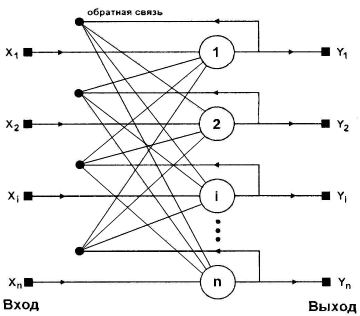 обратная связь
X1 1 Y1
X2 2 Y2
Xi i Yi
Xn n Yn
Вход Выход